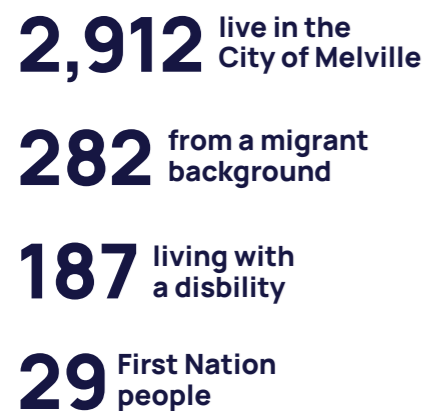 2,912 live in the
City of Melville
282 from a migrant
background
187 living with
a disbility
29 First Nation
people